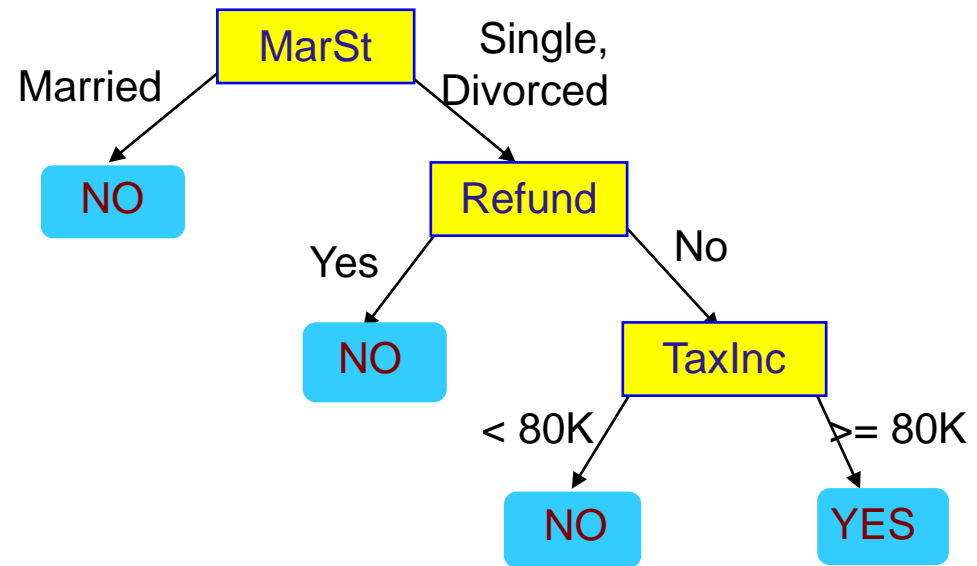 MarSt
Single,
Divorced
Married
NO
Refund
Yes
No
NO
TaxInc
< 80K
>= 80K
NO
YES